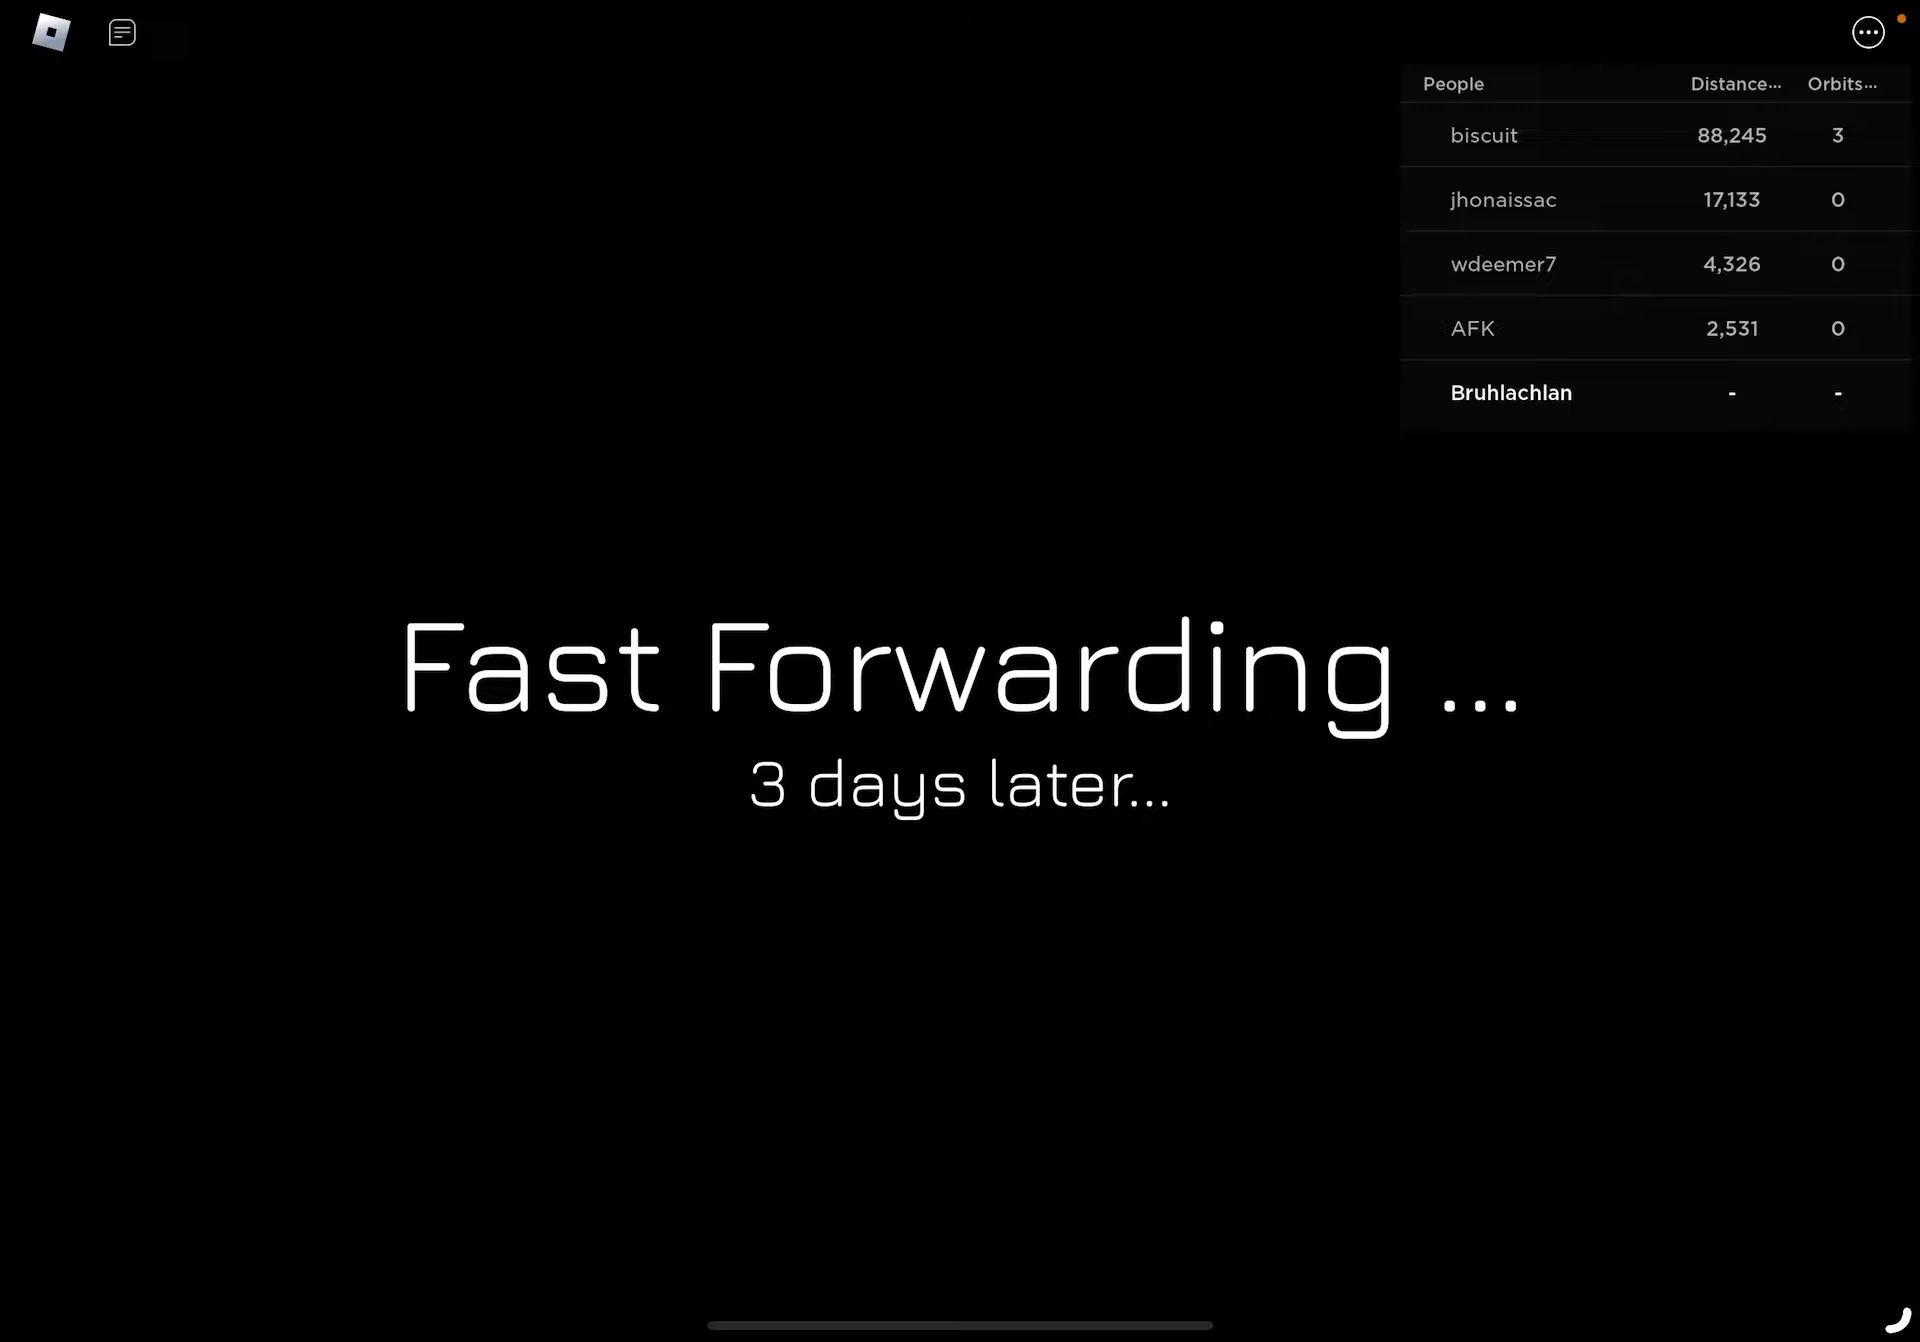 People Distance... Orbits...
biscuit 88,245 3
jhonaissac 17,133 0
wdeemer7 4,326 0
AFK 2,531 0
Bruhlachlan - -
Fast Forwarding ...
3 days later...